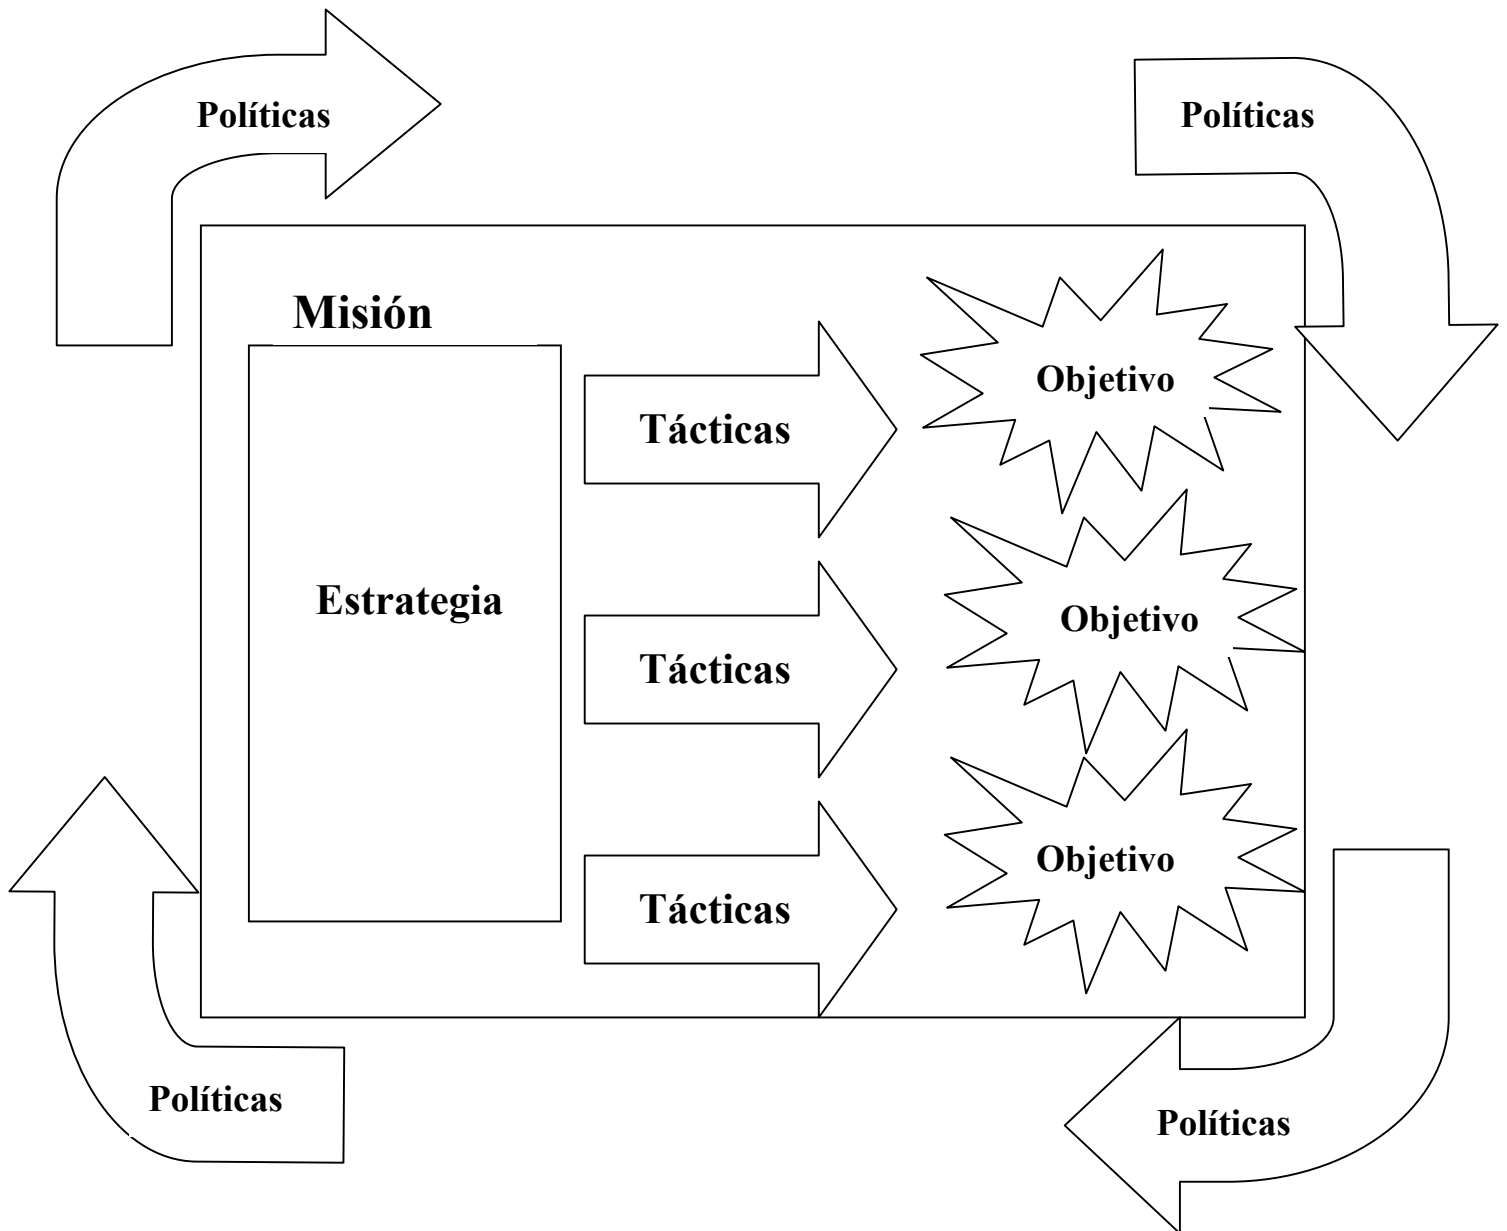 Políticas
Políticas
Misión
Objetivo
Tácticas
Estrategia
Objetivo
Tácticas
Objetivo
Tácticas
Políticas
Políticas